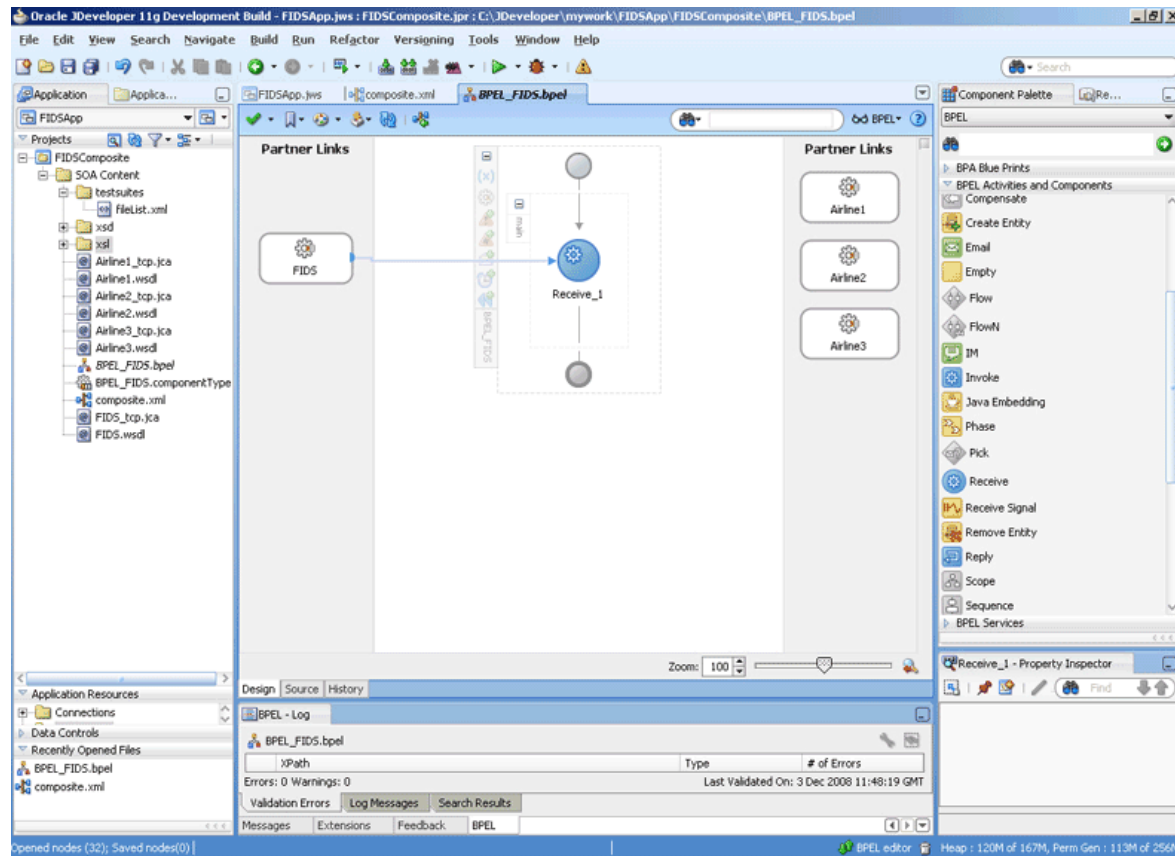 Oracle JDeveloper 11g Development Build - FIDSApp.jws : FIDSComposite.jpr : C:\JDeveloper\mywork\FIDSApp\FIDSComposite\BPEL_FIDS.bpel
File Edit View Search Navigate Build Run Refactor Versioning Tools Window Help
Search
Application Applica...
FIDSApp
Projects
FIDSComposite
SOA Content
testsuites
fileList.xml
xsd
xsl
Airline1_tcp.jca
Airline1.wsdl
Airline2_tcp.jca
Airline2.wsdl
Airline3_tcp.jca
Airline3.wsdl
BPEL_FIDS.bpel
BPEL_FIDS.componentType
composite.xml
FIDS_tcp.jca
FIDS.wsdl
Application Resources
Connections
Data Controls
Recently Opened Files
BPEL_FIDS.bpel
composite.xml
FIDSApp.jws composite.xml BPEL_FIDS.bpel
BPEL
Partner Links
FIDS
main
Receive_1
BPEL_FIDS
Partner Links
Airline1
Airline2
Airline3
Zoom: 100
Design Source History
BPEL - Log
BPEL_FIDS.bpel
XPath Type # of Errors
Errors: 0 Warnings: 0 Last Validated On: 3 Dec 2008 11:48:19 GMT
Validation Errors Log Messages Search Results
Messages Extensions Feedback BPEL
Component Palette Re...
BPEL
BPA Blue Prints
BPEL Activities and Components
Compensate
Create Entity
Email
Empty
Flow
FlowN
IM
Invoke
Java Embedding
Phase
Pick
Receive
Receive Signal
Remove Entity
Reply
Scope
Sequence
BPEL Services
Receive_1 - Property Inspector
Find
Opened nodes (32); Saved nodes(0) BPEL editor Heap : 120M of 167M, Perm Gen : 113M of 256